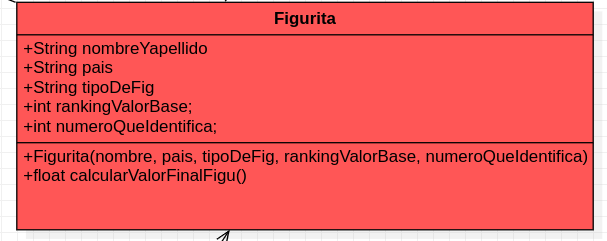 Figurita
+String nombreYapellido
+String pais
+String tipoDeFig
+int rankingValorBase;
+int numeroQueIdentifica;
+Figurita(nombre, pais, tipoDeFig, rankingValorBase, numeroQueIdentifica)
+float calcularValorFinalFigu()